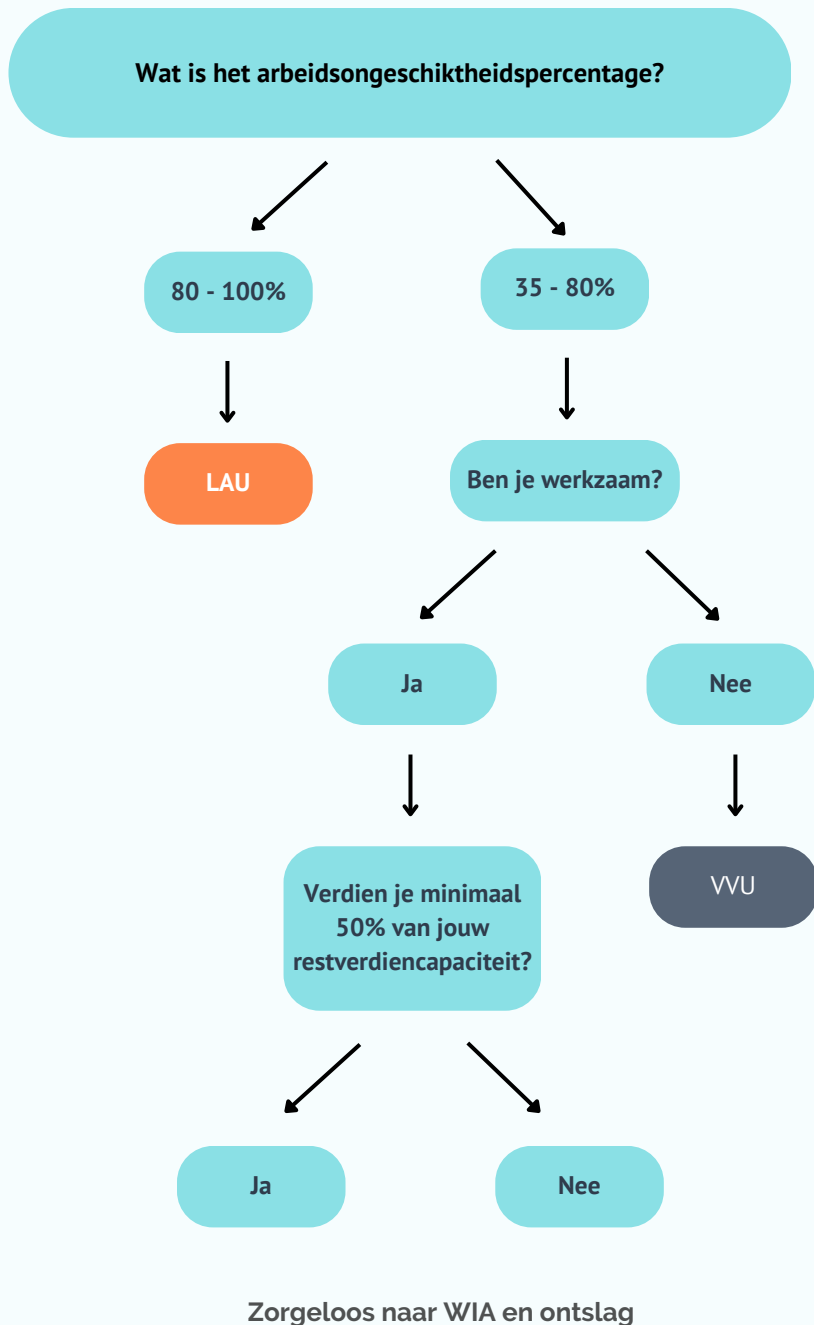 Wat is het arbeidsongeschiktheidspercentage?
80 - 100%
35 - 80%
LAU
Ben je werkzaam?
Ja
Nee
Verdien je minimaal
50% van jouw
restverdiencapaciteit?
VVU
Ja
Nee
Zorgeloos naar WIA en ontslag